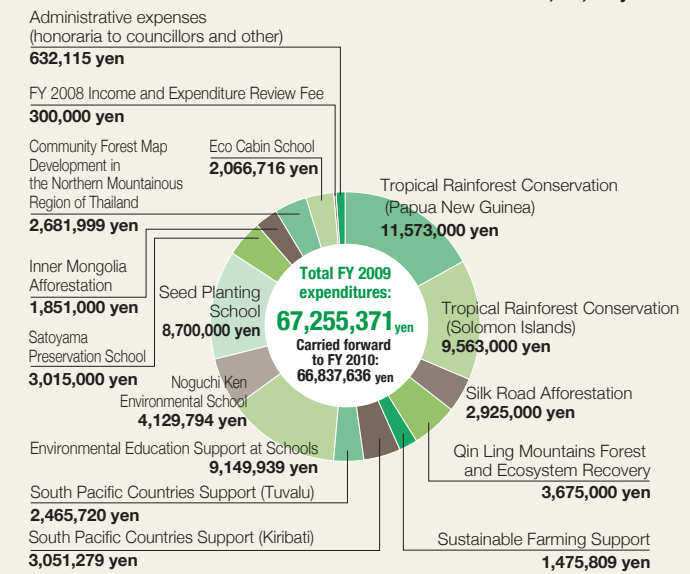 Administrative expenses
(honoraria to councillors and other)
632,115 yen
FY 2008 Income and Expenditure Review Fee
300,000 yen
Community Forest Map
Development in
the Northern Mountainous
Region of Thailand
2,681,999 yen
Eco Cabin School
2,066,716 yen
Inner Mongolia
Afforestation
1,851,000 yen
Satoyama
Preservation School
3,015,000 yen
Seed Planting
School
8,700,000 yen
Noguchi Ken
Environmental School
4,129,794 yen
Environmental Education Support at Schools
9,149,939 yen
South Pacific Countries Support (Tuvalu)
2,465,720 yen
South Pacific Countries Support (Kiribati)
3,051,279 yen
Total FY 2009
expenditures:
67,255,371 yen
Carried forward
to FY 2010:
66,837,636 yen
Tropical Rainforest Conservation
(Papua New Guinea)
11,573,000 yen
Tropical Rainforest Conservation
(Solomon Islands)
9,563,000 yen
Silk Road Afforestation
2,925,000 yen
Qin Ling Mountains Forest
and Ecosystem Recovery
3,675,000 yen
Sustainable Farming Support
1,475,809 yen